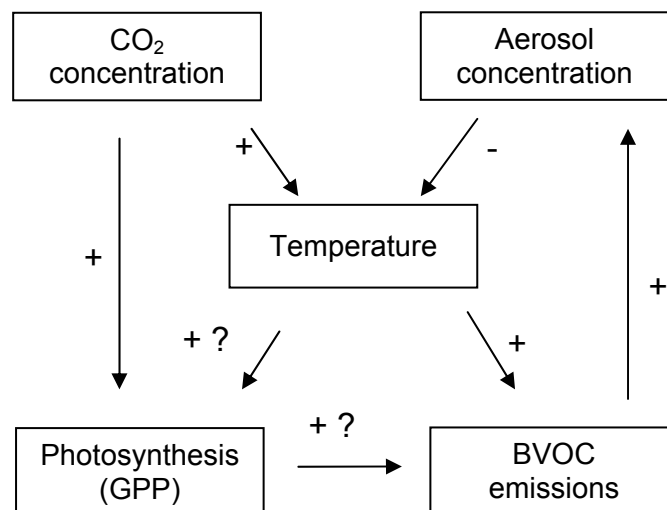 CO₂
concentration
Aerosol
concentration
+
-
Temperature
+
+
+ ?
+
+ ?
Photosynthesis
(GPP)
BVOC
emissions